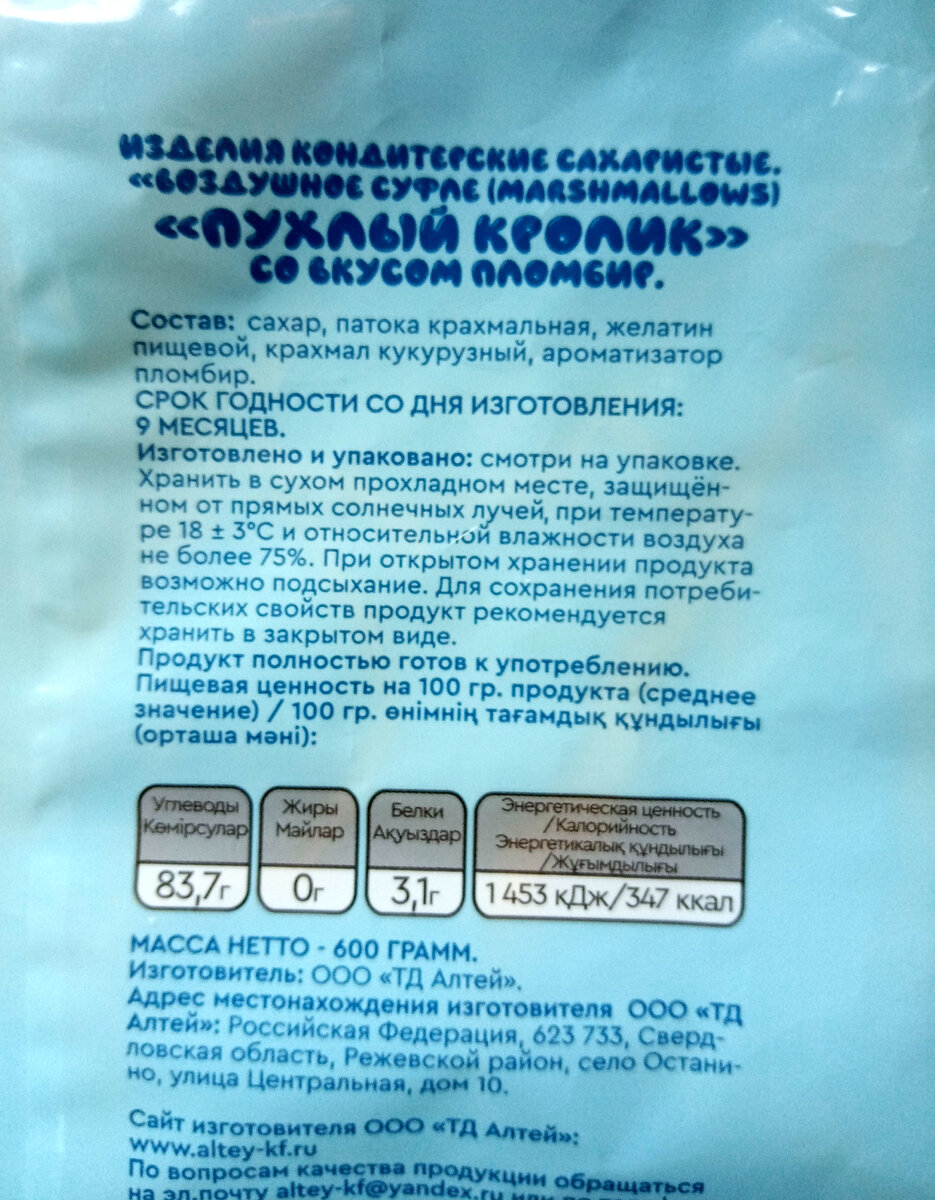 ИЗДЕЛИЯ КОНДИТЕРСКИЕ САХАРИСТЫЕ.
«ВОЗДУШНОЕ СУФЛЕ (MARSHMALLOWS)
«ПУХЛЫЙ КРОЛИК»
СО ВКУСОМ ПЛОМБИР.
Состав: сахар, патока крахмальная, желатин
пищевой, крахмал кукурузный, ароматизатор
пломбир.
СРОК ГОДНОСТИ СО ДНЯ ИЗГОТОВЛЕНИЯ:
9 МЕСЯЦЕВ.
Изготовлено и упаковано: смотри на упаковке.
Хранить в сухом прохладном месте, защищён-
ном от прямых солнечных лучей, при температу-
ре 18 ± 3°С и относительной влажности воздуха
не более 75%. При открытом хранении продукта
возможно подсыхание. Для сохранения потреби-
тельских свойств продукт рекомендуется
хранить в закрытом виде.
Продукт полностью готов к употреблению.
Пищевая ценность на 100 гр. продукта (среднее
значение) / 100 гр. өнімнің тағамдық құндылығы
(орташа мәні):
Углеводы
Көмірсулар
83,7г
Жиры
Майлар
0г
Белки
Ақуыздар
3,1г
Энергетическая ценность
/Калорийность
Энергетикалық құндылығы
/Жұғымдылығы
1 453 кДж/347 ккал
МАССА НЕТТО - 600 ГРАММ.
Изготовитель: ООО «ТД Алтей».
Адрес местонахождения изготовителя ООО «ТД
Алтей»: Российская Федерация, 623 733, Сверд-
ловская область, Режевской район, село Остани-
но, улица Центральная, дом 10.
Сайт изготовителя ООО «ТД Алтей»:
www.altey-kf.ru
По вопросам качества продукции обращаться
на эл.почту altey-kf@yandex.ru или по